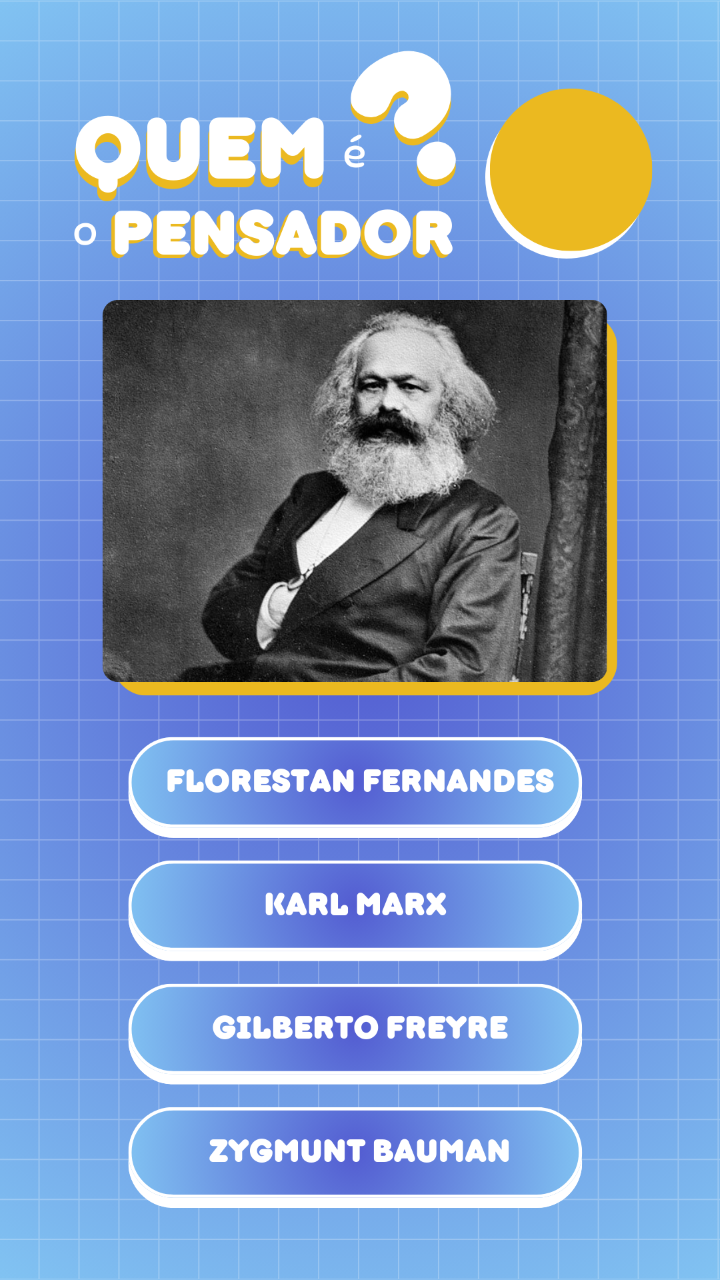 QUEM é ?
o PENSADOR
FLORESTAN FERNANDES
KARL MARX
GILBERTO FREYRE
ZYGMUNT BAUMAN